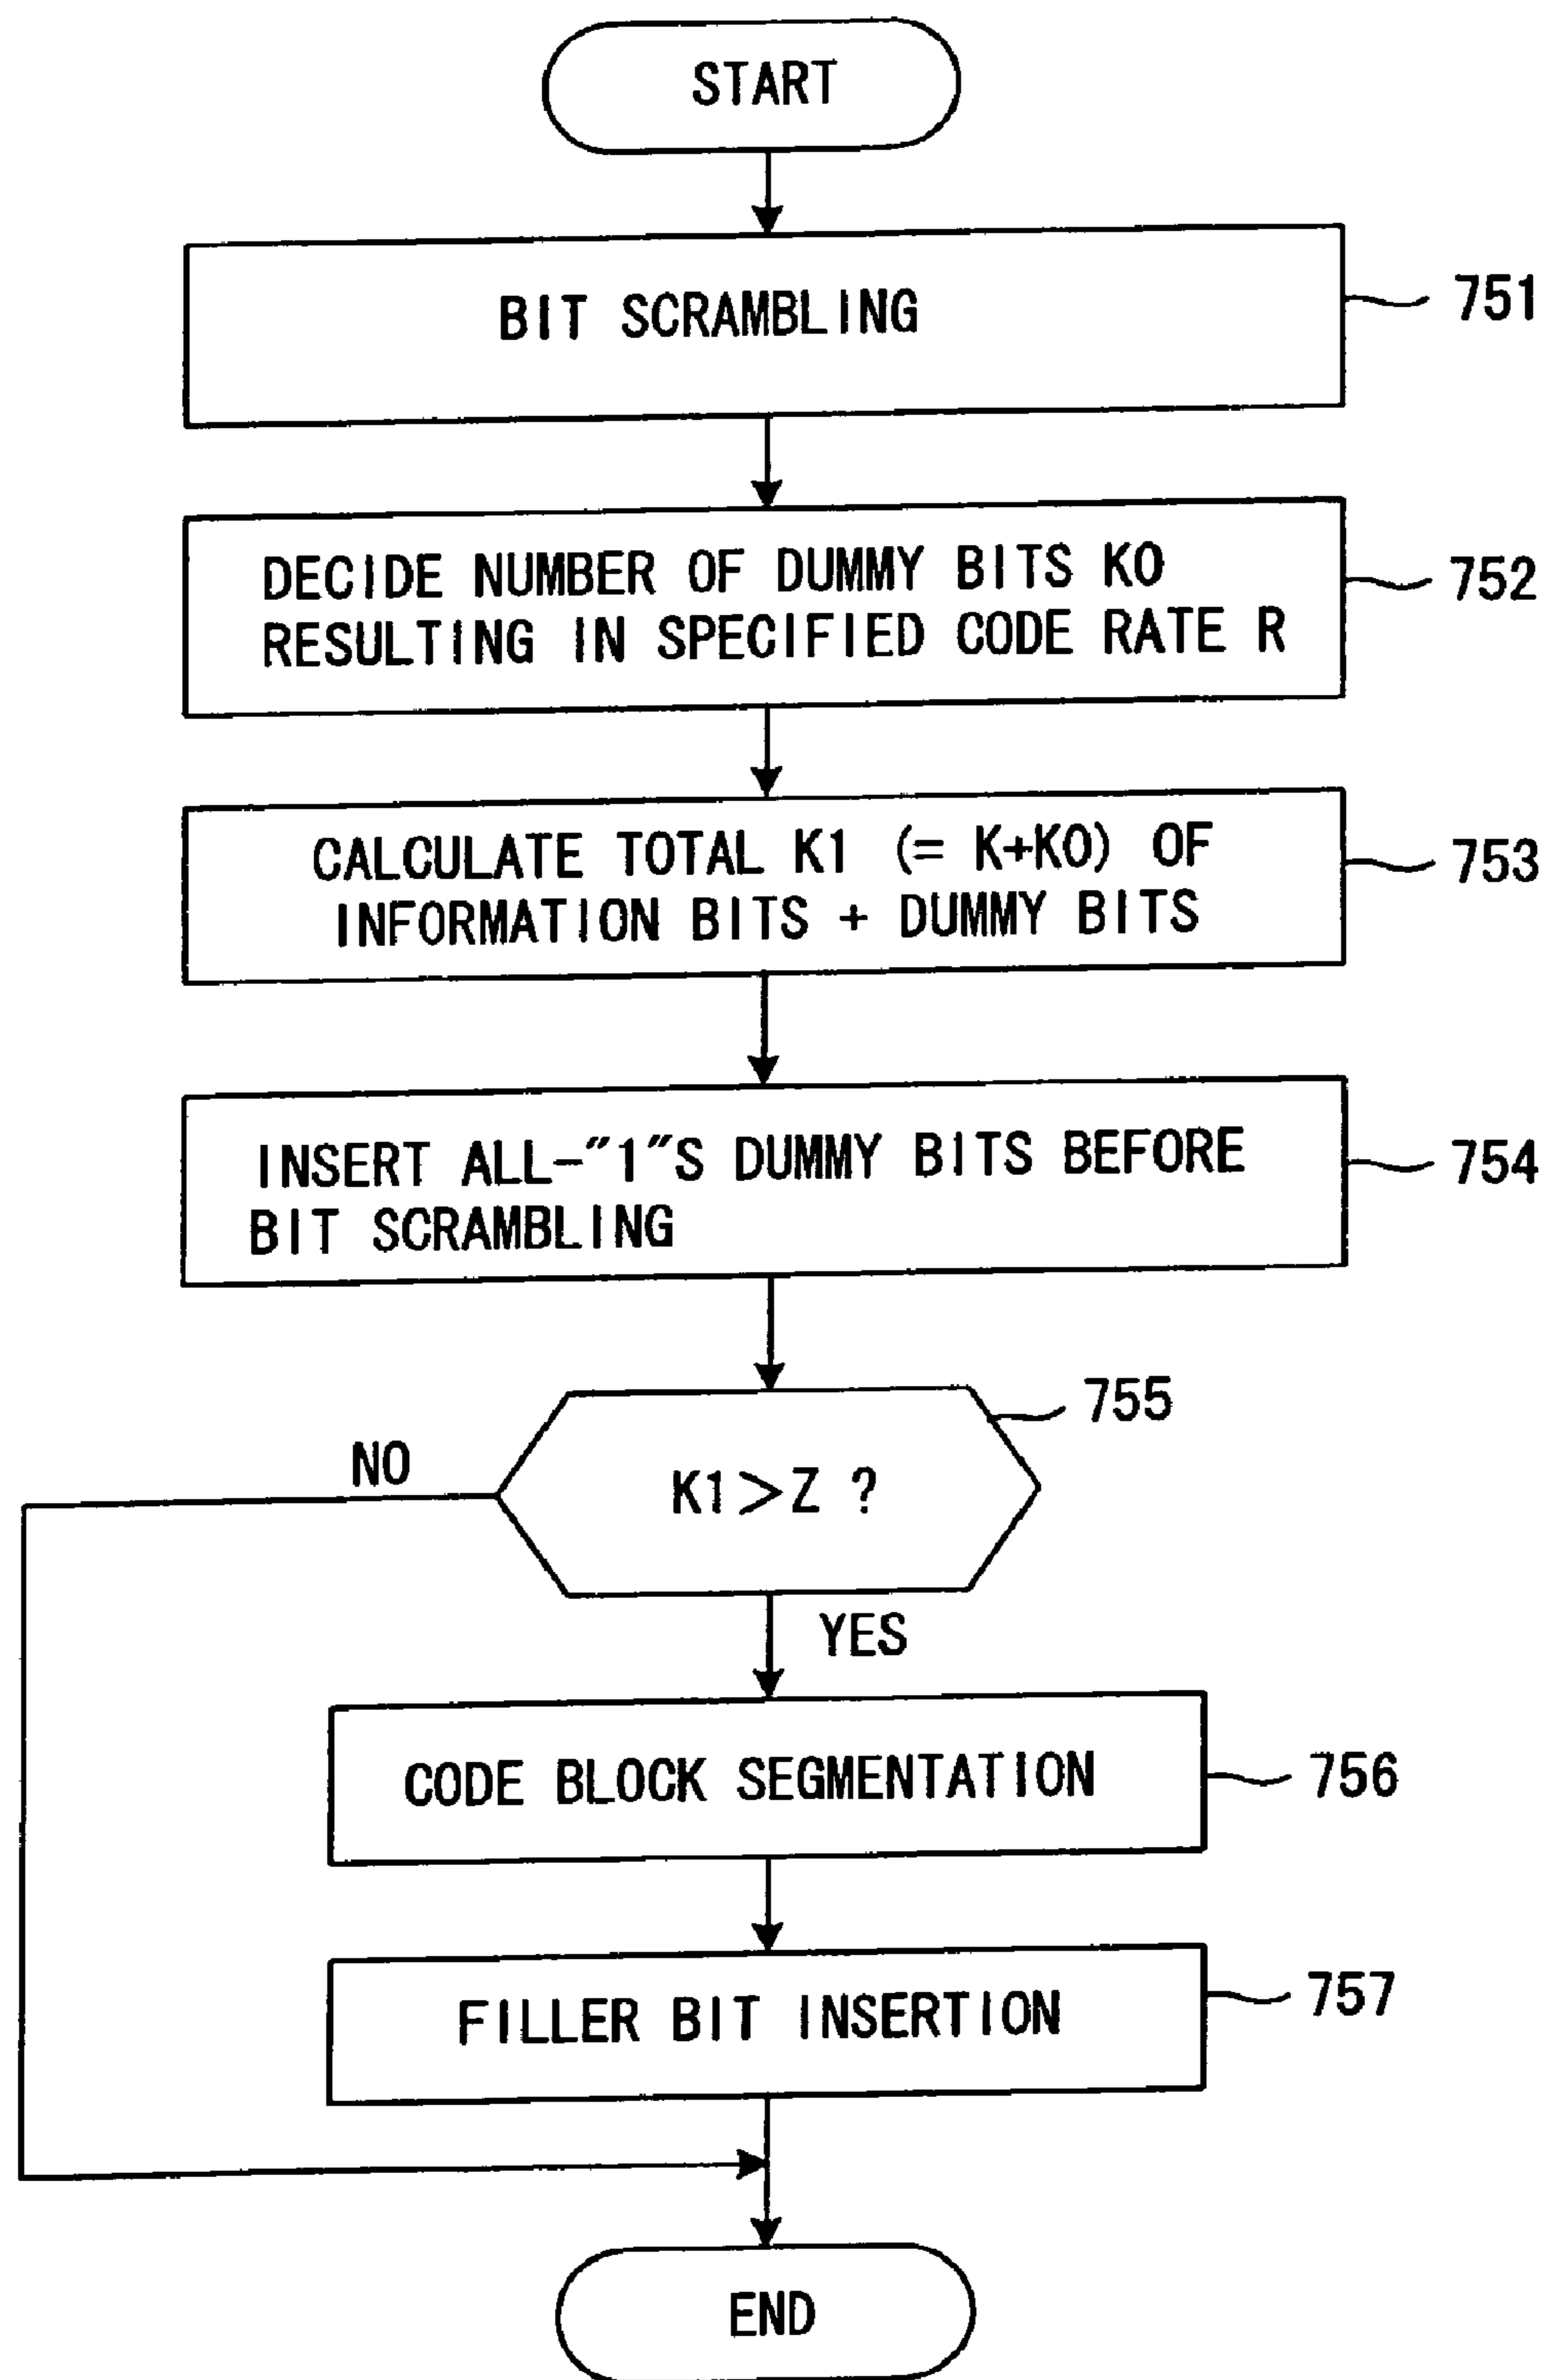 START
BIT SCRAMBLING
751
DECIDE NUMBER OF DUMMY BITS K0
RESULTING IN SPECIFIED CODE RATE R
752
CALCULATE TOTAL K1 (= K+K0) OF
INFORMATION BITS + DUMMY BITS
753
INSERT ALL-"1"S DUMMY BITS BEFORE
BIT SCRAMBLING
754
755
NO
K1>Z ?
YES
CODE BLOCK SEGMENTATION
756
FILLER BIT INSERTION
757
END